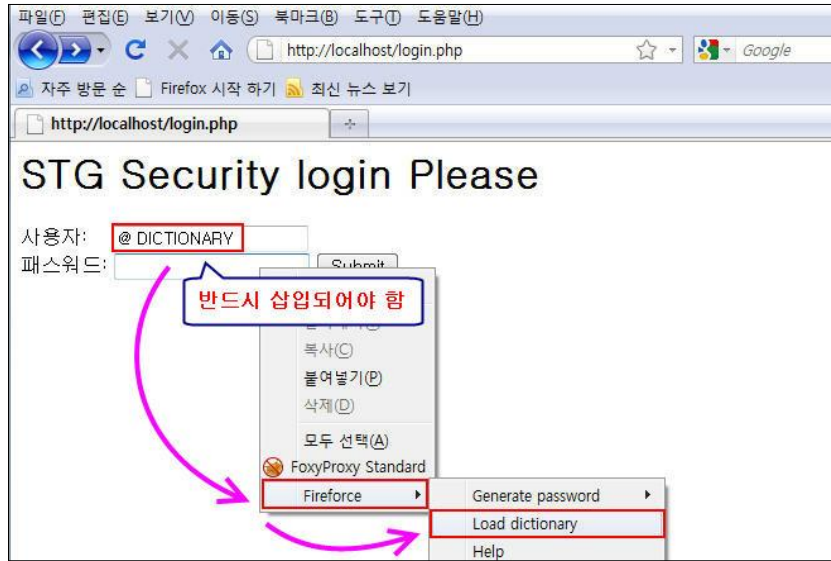 파일(F) 편집(E) 보기(V) 이동(S) 북마크(B) 도구(T) 도움말(H)
http://localhost/login.php
Google
자주 방문 순 Firefox 시작 하기 최신 뉴스 보기
http://localhost/login.php
STG Security login Please
사용자: @ DICTIONARY
패스워드: Submit
반드시 삽입되어야 함
복사(C)
붙여넣기(P)
삭제(D)
모두 선택(A)
FoxyProxy Standard
Fireforce
Generate password
Load dictionary
Help